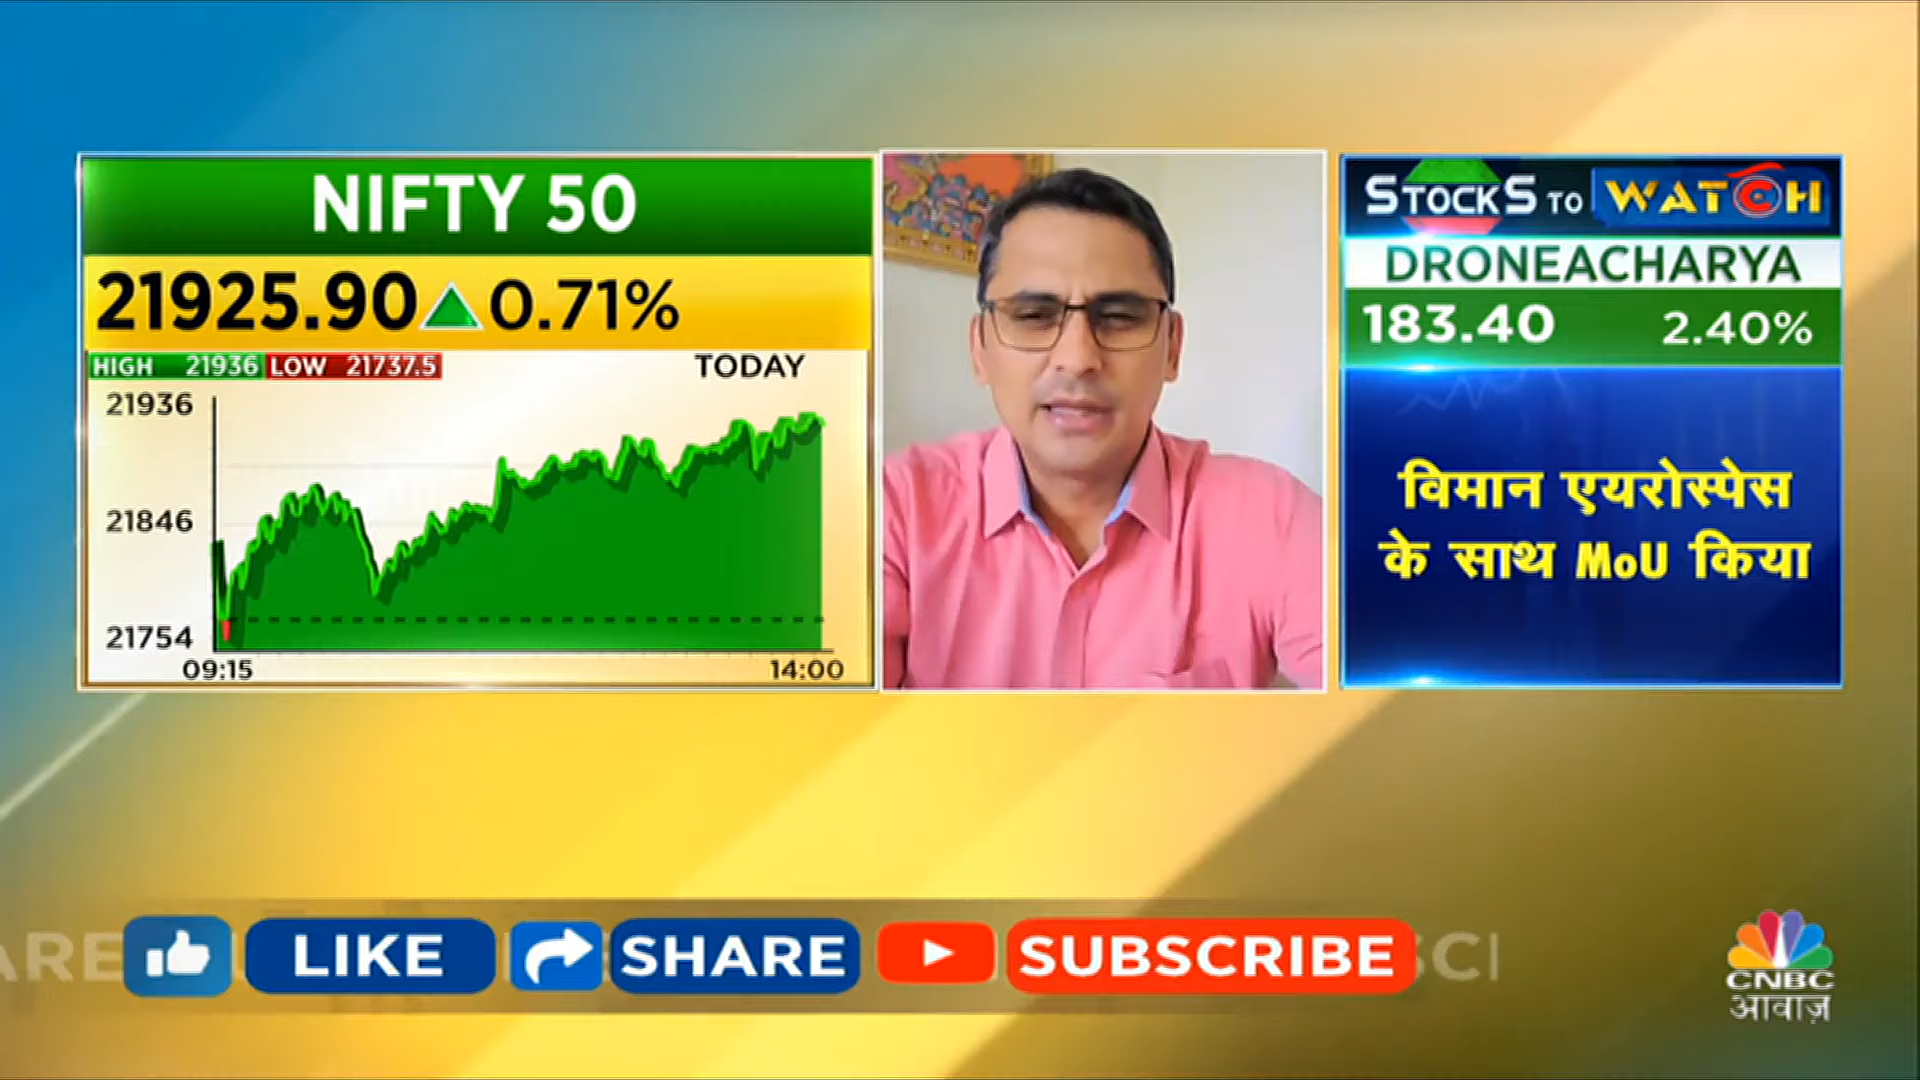 NIFTY 50
21925.90 ▲ 0.71%
HIGH 21936 LOW 21737.5
TODAY
21936
21846
21754
09:15
14:00
STOCKS TO WATCH
DRONEACHARYA
183.40 2.40%
विमान एयरोस्पेस
के साथ MoU किया
LIKE
SHARE
SUBSCRIBE
CNBC
आवाज़